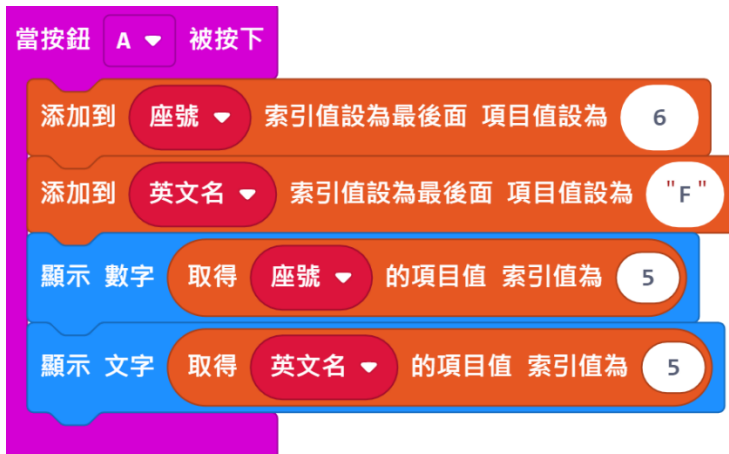 當按鈕 A 被按下
添加到 座號 索引值設為最後面 項目值設為 6
添加到 英文名 索引值設為最後面 項目值設為 "F"
顯示 數字 取得 座號 的項目值 索引值為 5
顯示 文字 取得 英文名 的項目值 索引值為 5